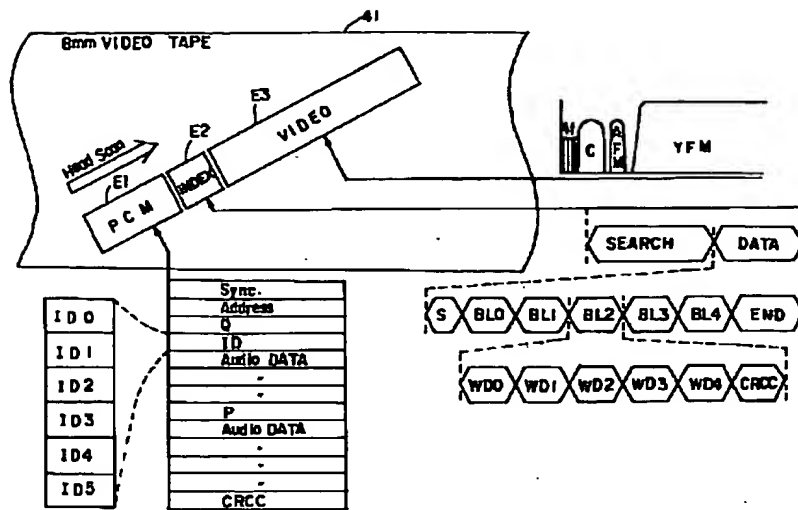 41
8mm VIDEO TAPE
E3
E2
E1
Head Scan
VIDEO
INDEX
PCM
C
AFM
YFM
SEARCH
DATA
S
BL0
BL1
BL2
BL3
BL4
END
WD0
WD1
WD2
WD3
WD4
CRCC
ID0
ID1
ID2
ID3
ID4
ID5
Sync.
Address
Q
ID
Audio DATA
"
"
P
Audio DATA
"
"
"
CRCC